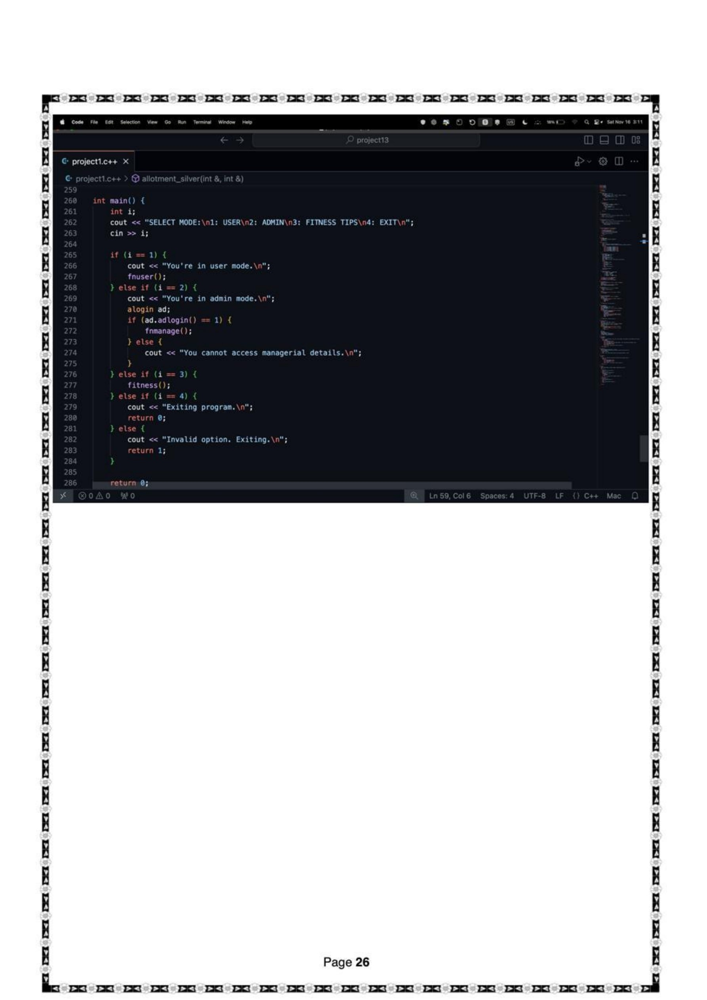 Code File Edit Selection View Go Run Terminal Window Help US 18% Sat Nov 16 3:11
project13
project1.c++
project1.c++ > allotment_silver(int &, int &)
259
260 int main() {
261 int i;
262 cout << "SELECT MODE:\n1: USER\n2: ADMIN\n3: FITNESS TIPS\n4: EXIT\n";
263 cin >> i;
264
265 if (i == 1) {
266 cout << "You're in user mode.\n";
267 fnuser();
268 } else if (i == 2) {
269 cout << "You're in admin mode.\n";
270 alogin ad;
271 if (ad.adlogin() == 1) {
272 fnmanage();
273 } else {
274 cout << "You cannot access managerial details.\n";
275 }
276 } else if (i == 3) {
277 fitness();
278 } else if (i == 4) {
279 cout << "Exiting program.\n";
280 return 0;
281 } else {
282 cout << "Invalid option. Exiting.\n";
283 return 1;
284 }
285
286 return 0;
0 0 0 Ln 59, Col 6 Spaces: 4 UTF-8 LF {} C++ Mac
Page 26